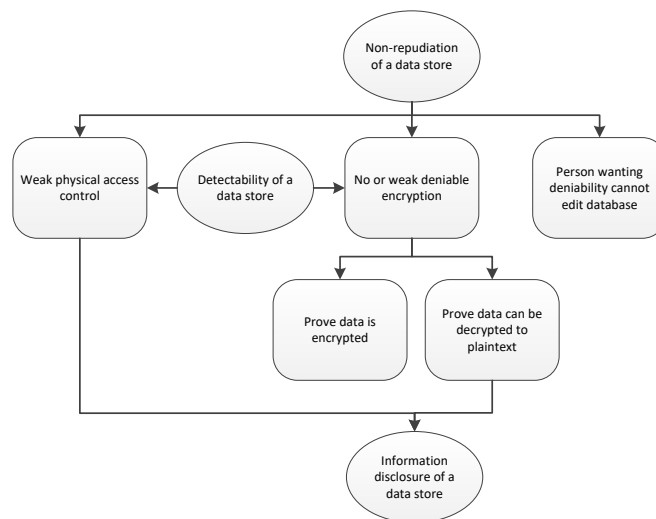 Non-repudiation
of a data store
Weak physical access
control
Detectability of a
data store
No or weak deniable
encryption
Person wanting
deniability cannot
edit database
Prove data is
encrypted
Prove data can be
decrypted to
plaintext
Information
disclosure of a
data store